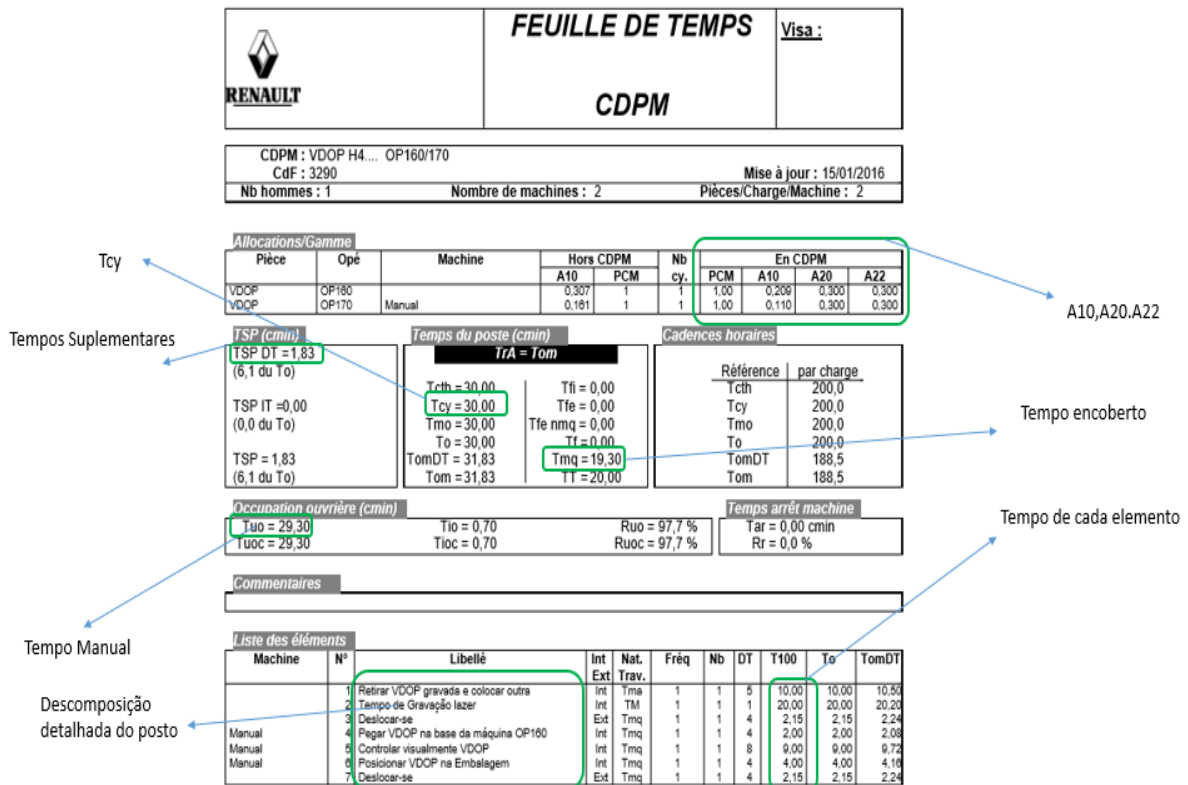 FEUILLE DE TEMPS
Visa :
RENAULT
CDPM
CDPM : VDOP H4.... OP160/170
CdF : 3290
Mise à jour : 15/01/2016
Nb hommes : 1 Nombre de machines : 2 Pièces/Charge/Machine : 2
Allocations/Gamme
Pièce Opé Machine Hors CDPM Nb En CDPM
A10 PCM cy. PCM A10 A20 A22
VDOP OP160 0,307 1 1 1,00 0,209 0,300 0,300
VDOP OP170 Manual 0,161 1 1 1,00 0,110 0,300 0,300
Tcy
A10,A20.A22
Tempos Suplementares
TSP (cmin)
TSP DT =1,83
(6,1 du To)
TSP IT =0,00
(0,0 du To)
TSP = 1,83
(6,1 du To)
Temps du poste (cmin)
TrA = Tom
Tcth = 30,00 Tfi = 0,00
Tcy = 30,00 Tfe = 0,00
Tmo = 30,00 Tfe nmq = 0,00
To = 30,00 Tf = 0,00
TomDT = 31,83 Tmq = 19,30
Tom = 31,83 TT = 20,00
Cadences horaires
Référence par charge
Tcth 200,0
Tcy 200,0
Tmo 200,0
To 200,0
TomDT 188,5
Tom 188,5
Tempo encoberto
Occupation ouvrière (cmin)
Tuo = 29,30 Tio = 0,70 Ruo = 97,7 %
Tuoc = 29,30 Tioc = 0,70 Ruoc = 97,7 %
Temps arrêt machine
Tar = 0,00 cmin
Rr = 0,0 %
Tempo de cada elemento
Commentaires
Tempo Manual
Liste des éléments
Machine N° Libellé Int Nat. Fréq Nb DT T100 To TomDT
Ext Trav.
1 Retirar VDOP gravada e colocar outra Int Tma 1 1 5 10,00 10,00 10,50
2 Tempo de Gravação lazer Int TM 1 1 1 20,00 20,00 20,20
3 Deslocar-se Ext Tmq 1 1 4 2,15 2,15 2,24
Manual 4 Pegar VDOP na base da máquina OP160 Int Tmq 1 1 4 2,00 2,00 2,08
Manual 5 Controlar visualmente VDOP Int Tmq 1 1 8 9,00 9,00 9,72
Manual 6 Posicionar VDOP na Embalagem Int Tmq 1 1 4 4,00 4,00 4,16
7 Deslocar-se Ext Tmq 1 1 4 2,15 2,15 2,24
Descomposição
detalhada do posto